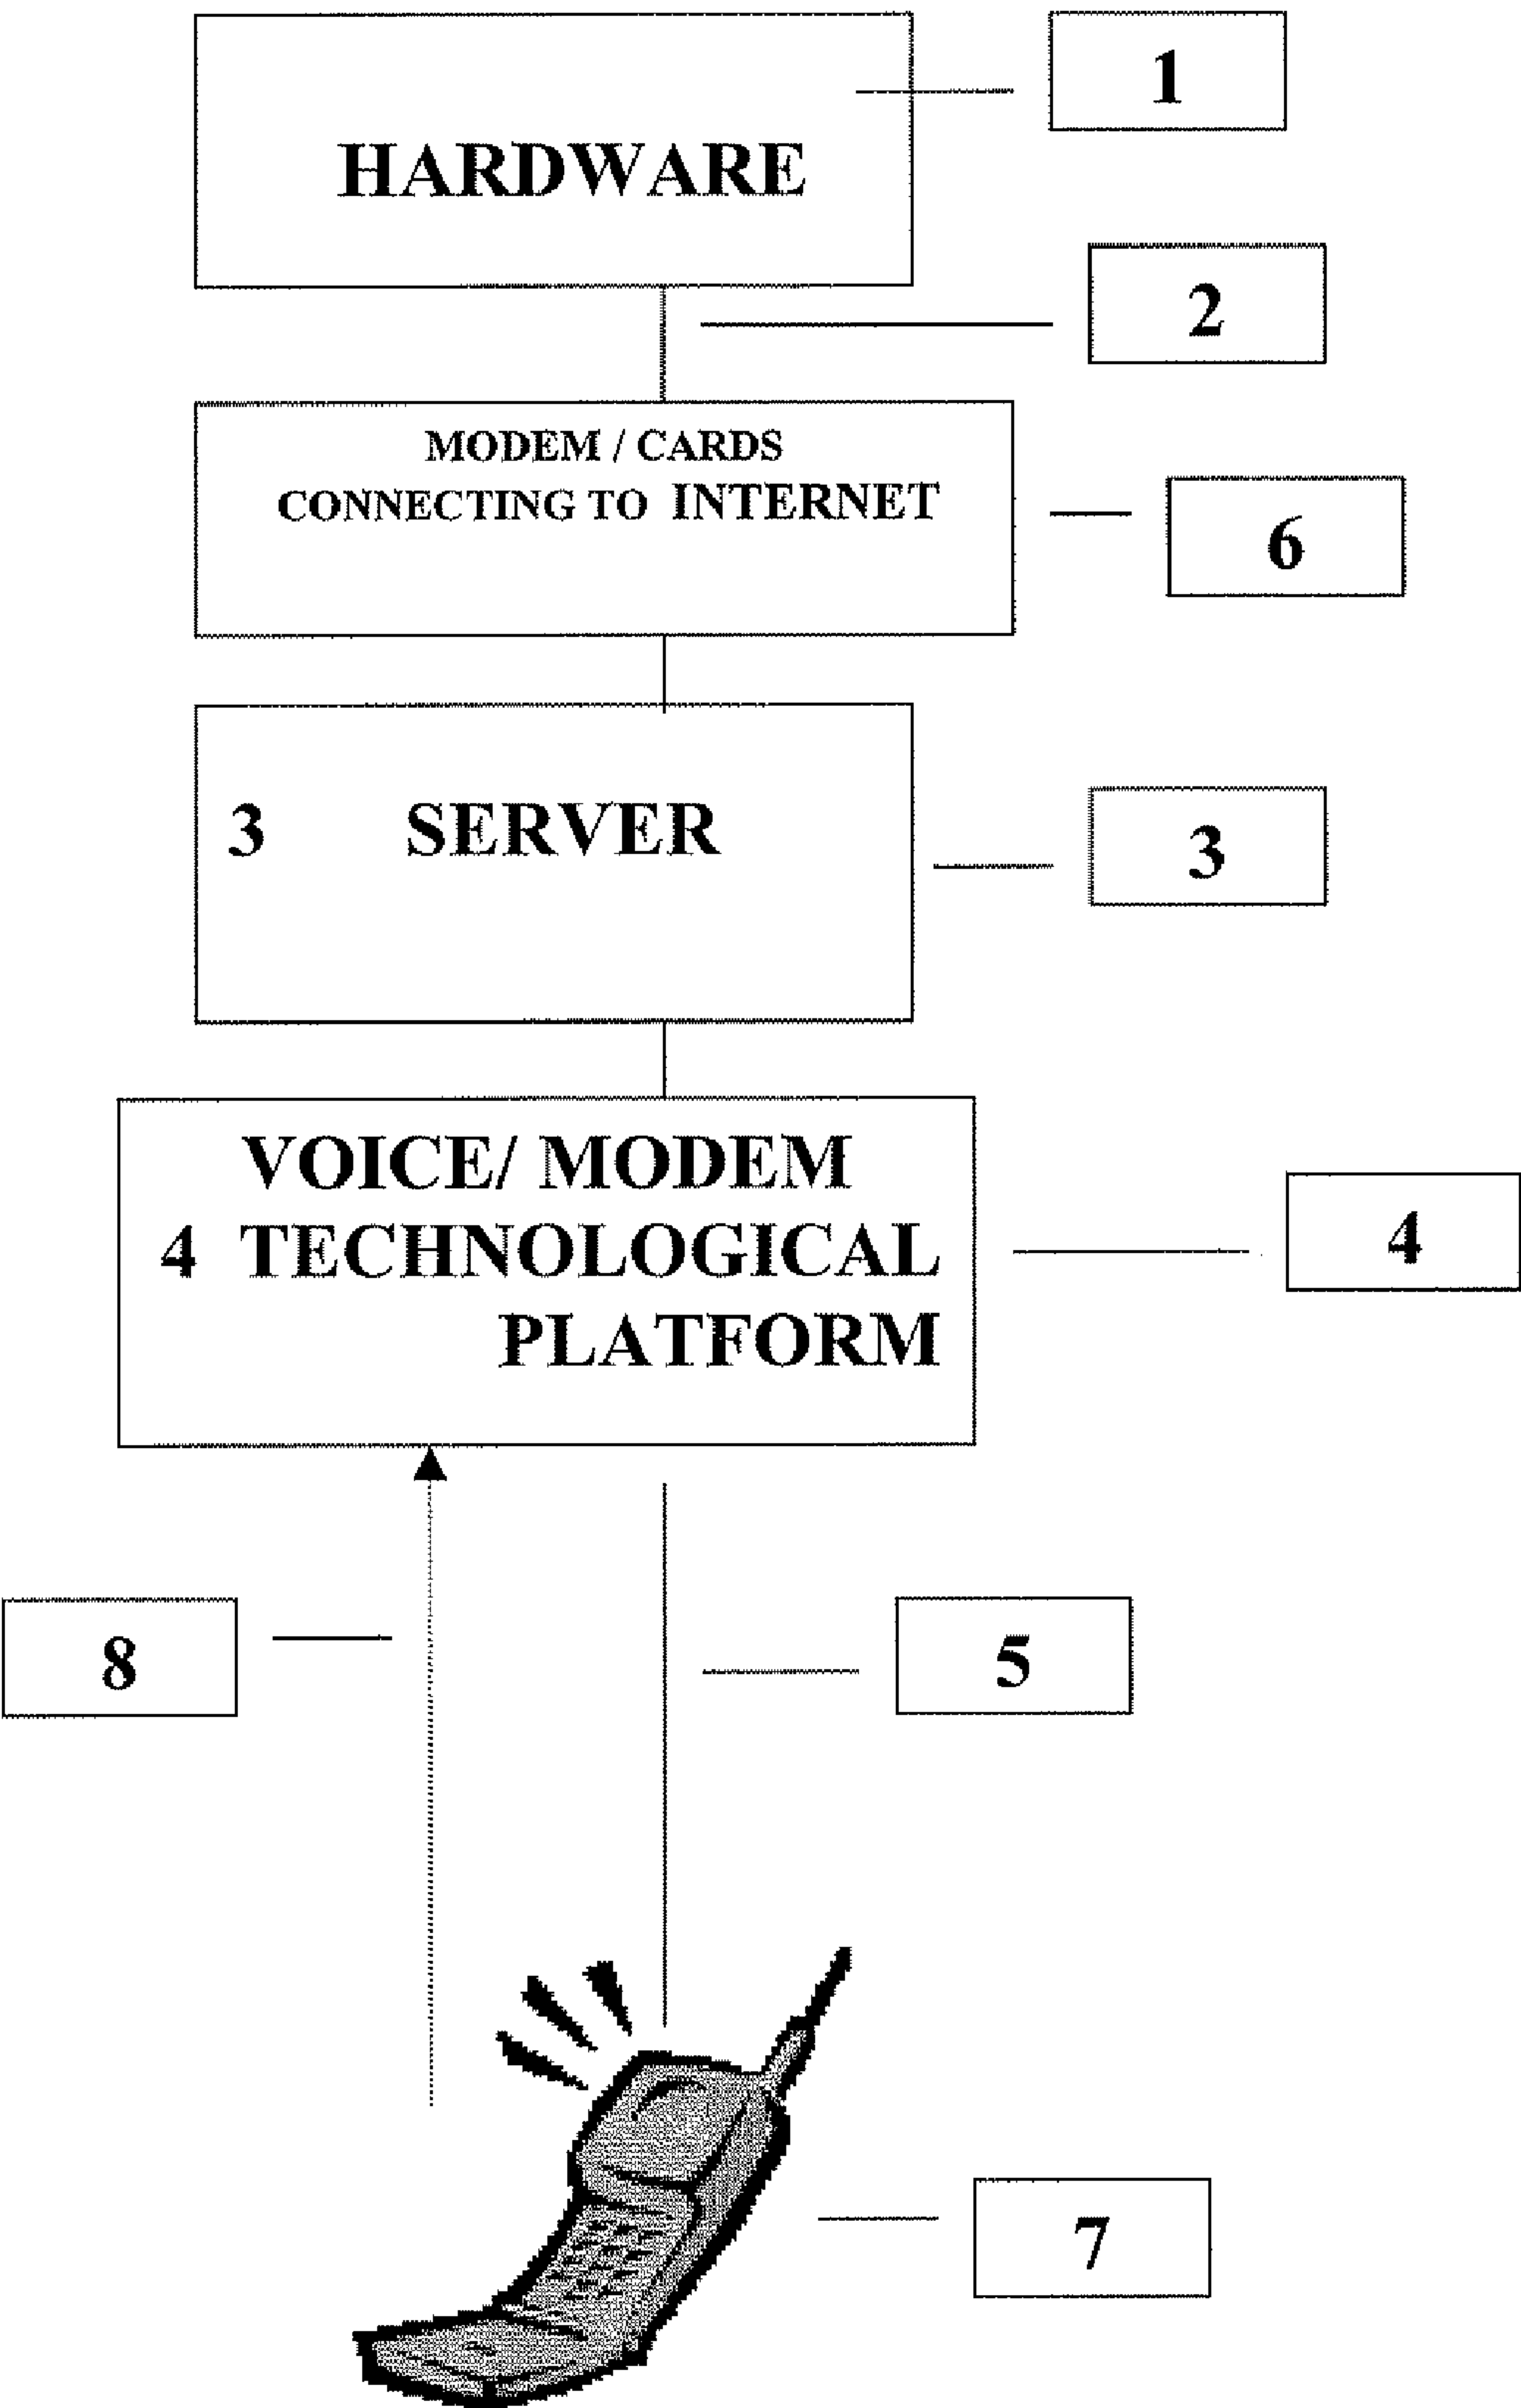 1
HARDWARE
2
MODEM / CARDS
CONNECTING TO INTERNET
6
3 SERVER
3
VOICE/ MODEM
4 TECHNOLOGICAL
PLATFORM
4
8
5
7